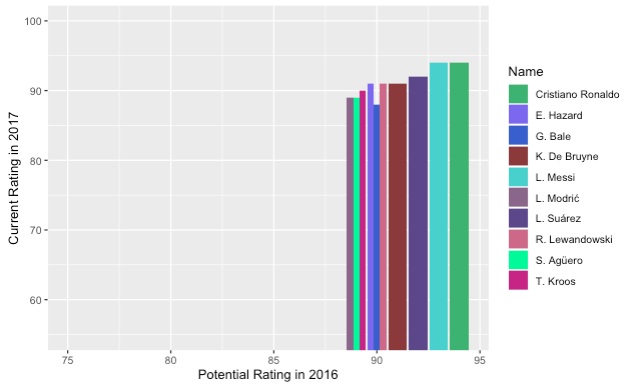 100
90
80
70
60
Current Rating in 2017
75
80
85
90
95
Potential Rating in 2016
Name
Cristiano Ronaldo
E. Hazard
G. Bale
K. De Bruyne
L. Messi
L. Modrić
L. Suárez
R. Lewandowski
S. Agüero
T. Kroos